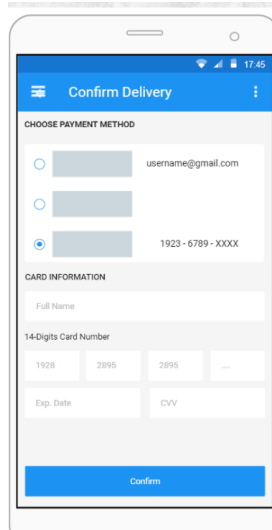 17:45
Confirm Delivery
CHOOSE PAYMENT METHOD
username@gmail.com
1923 - 6789 - XXXX
CARD INFORMATION
Full Name
14-Digits Card Number
1928 2895 2895 ....
Exp. Date CVV
Confirm